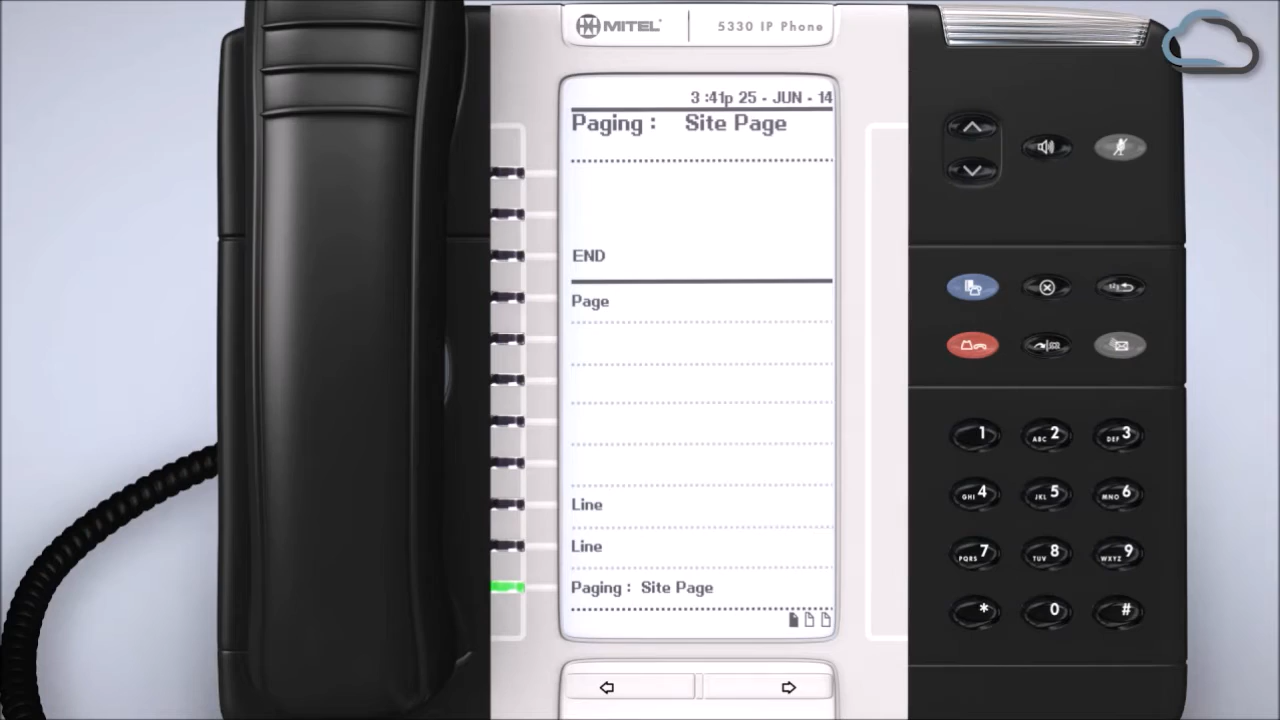 MITEL® 5330 IP Phone
3:41p 25 - JUN - 14
Paging : Site Page
END
Page
Line
Line
Paging : Site Page
1
ABC 2
DEF 3
GHI 4
JKL 5
MNO 6
PQRS 7
TUV 8
WXYZ 9
*
0
#